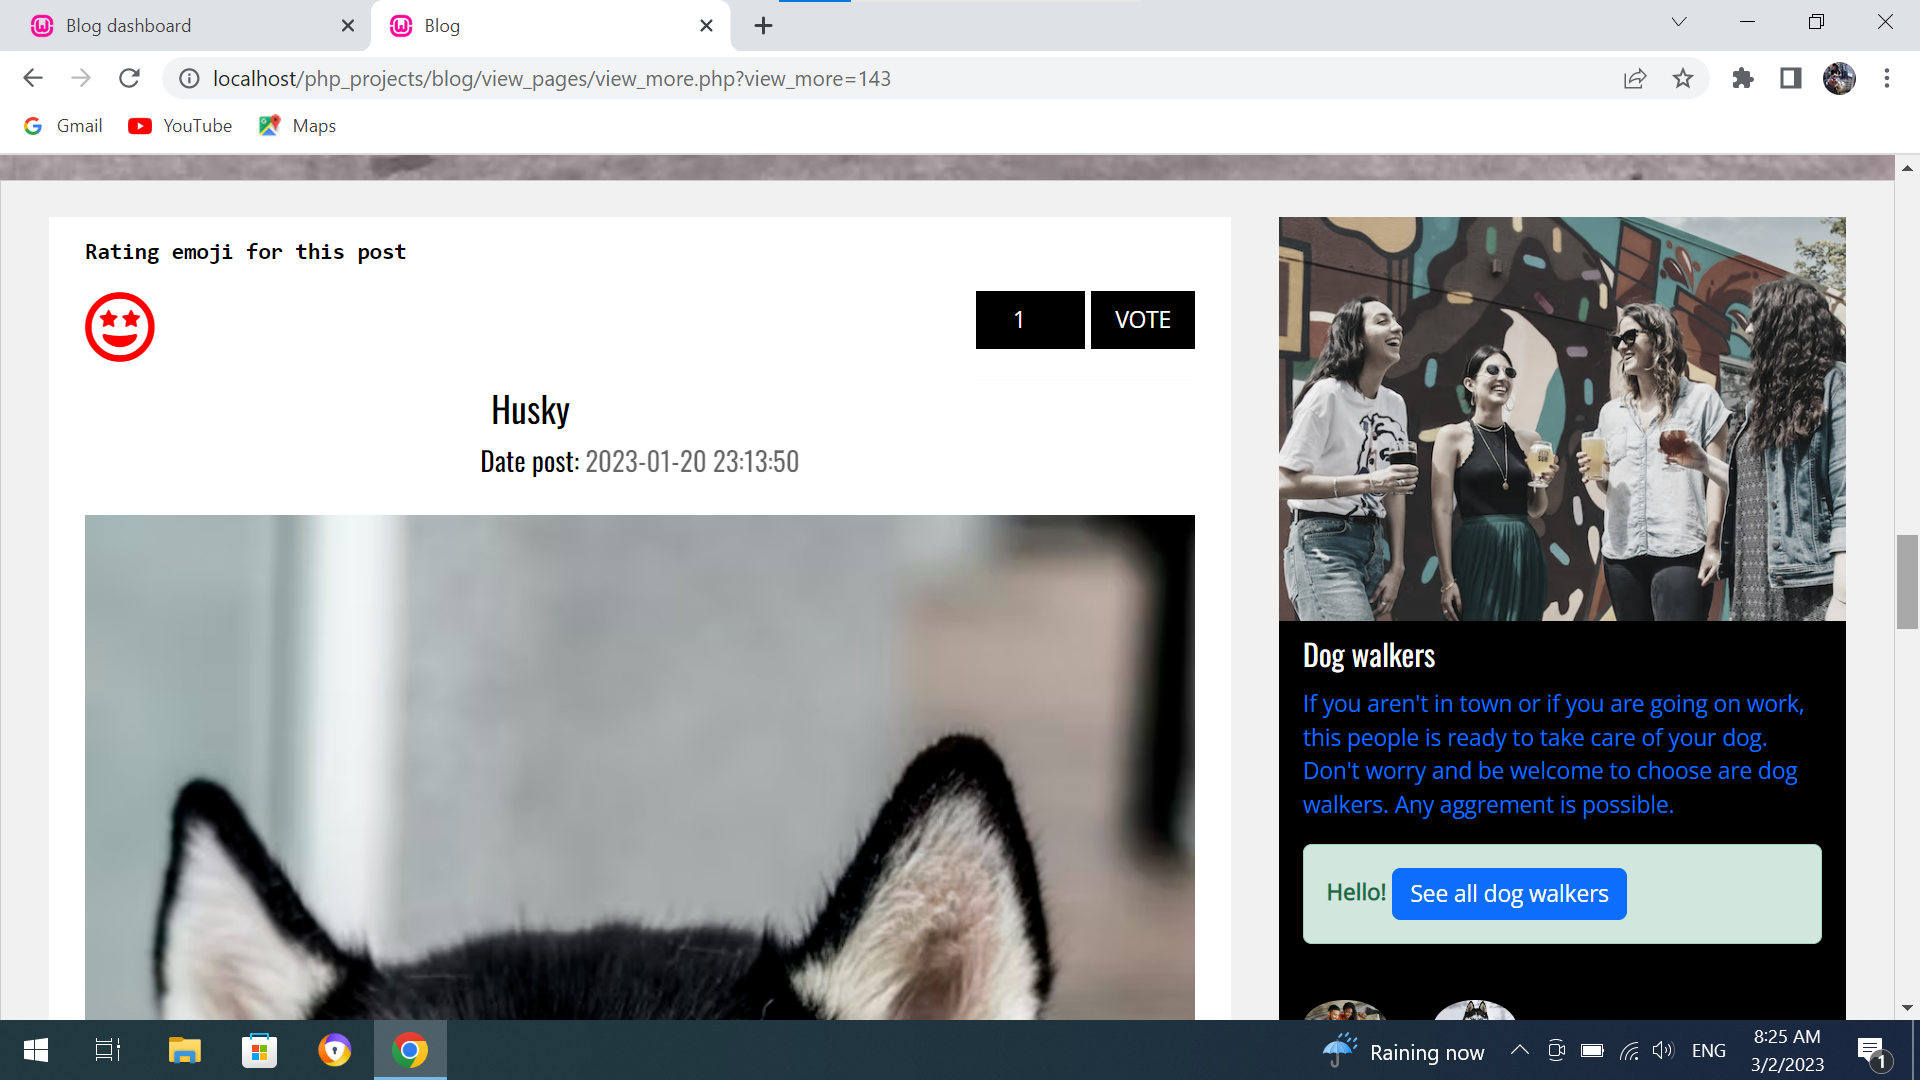 Blog dashboard
Blog
localhost/php_projects/blog/view_pages/view_more.php?view_more=143
Gmail
YouTube
Maps
Rating emoji for this post
1
VOTE
Husky
Date post: 2023-01-20 23:13:50
Dog walkers
If you aren't in town or if you are going on work,
this people is ready to take care of your dog.
Don't worry and be welcome to choose are dog
walkers. Any aggrement is possible.
Hello! See all dog walkers
Raining now
ENG
8:25 AM
3/2/2023
1